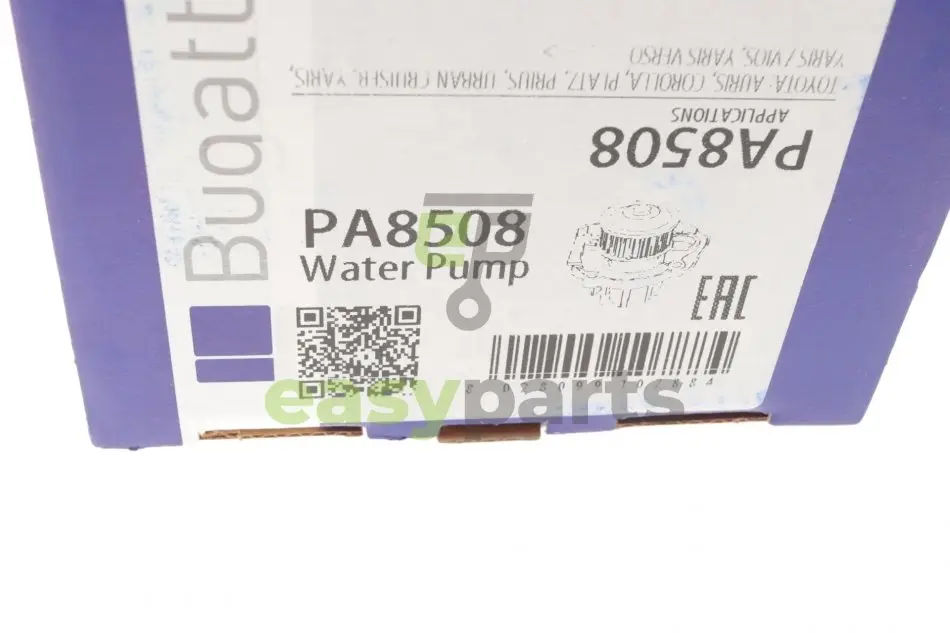 Bugatt
YARIS / VIOS, YARIS VERSO
TOYOTA: AURIS, COROLLA, PLATZ, PRIUS, URBAN CRUISER, YARIS,
APPLICATIONS
PA8508
PA8508
Water Pump
EAC
easyparts